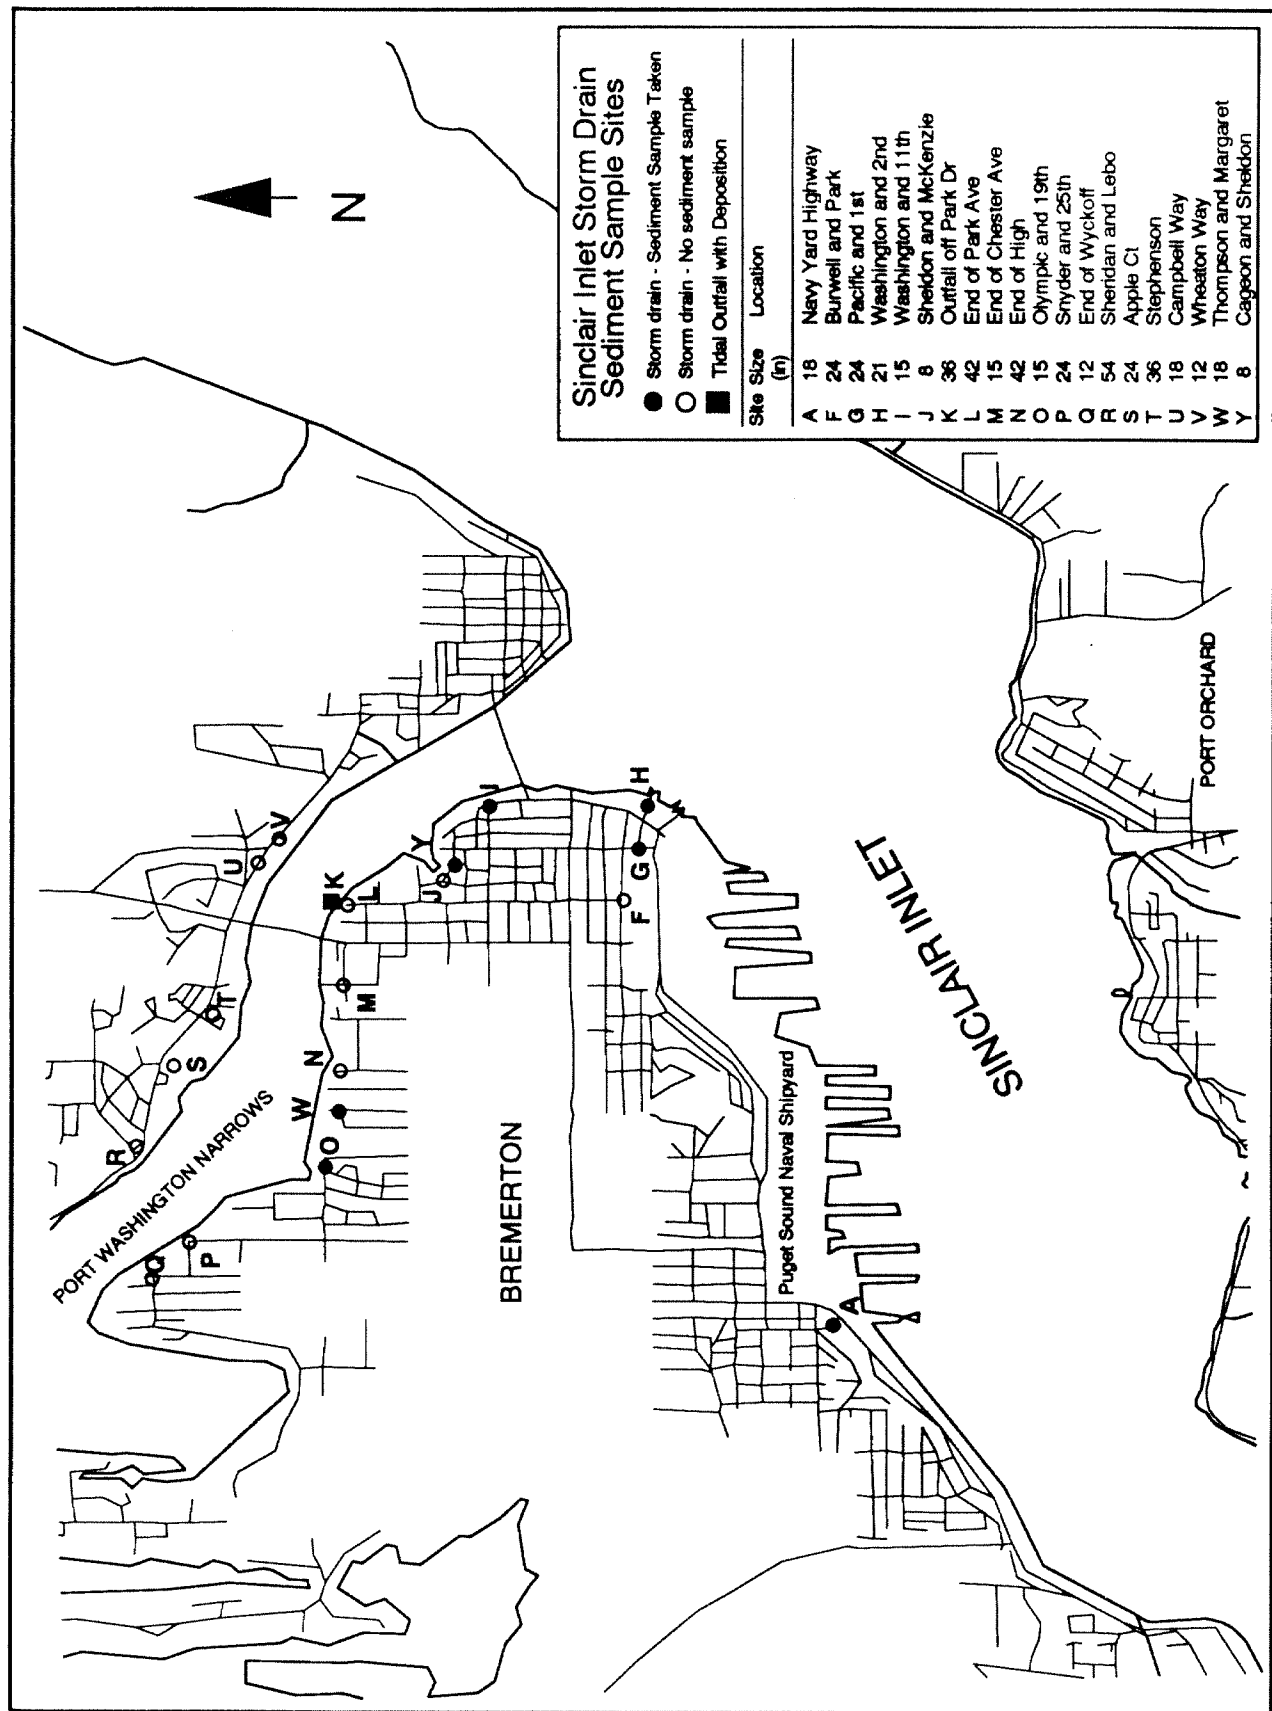 Sinclair Inlet Storm Drain
Sediment Sample Sites
Storm drain - Sediment Sample Taken
Storm drain - No sediment sample
Tidal Outfall with Deposition
Site Size Location
(in)
A 18 Navy Yard Highway
F 24 Burwell and Park
G 24 Pacific and 1st
H 21 Washington and 2nd
I 15 Washington and 11th
J 8 Sheldon and McKenzie
K 36 Outfall off Park Dr
L 42 End of Park Ave
M 15 End of Chester Ave
N 42 End of High
O 15 Olympic and 19th
P 24 Snyder and 25th
Q 12 End of Wyckoff
R 54 Sheridan and Lebo
S 24 Apple Ct
T 36 Stephenson
U 18 Campbell Way
V 12 Wheaton Way
W 18 Thompson and Margaret
Y 8 Cageon and Sheldon
N
PORT WASHINGTON NARROWS
BREMERTON
Puget Sound Naval Shipyard
SINCLAIR INLET
PORT ORCHARD
R
S
T
U
V
Q
P
O
W
N
M
L
K
J
Y
I
H
G
F
A